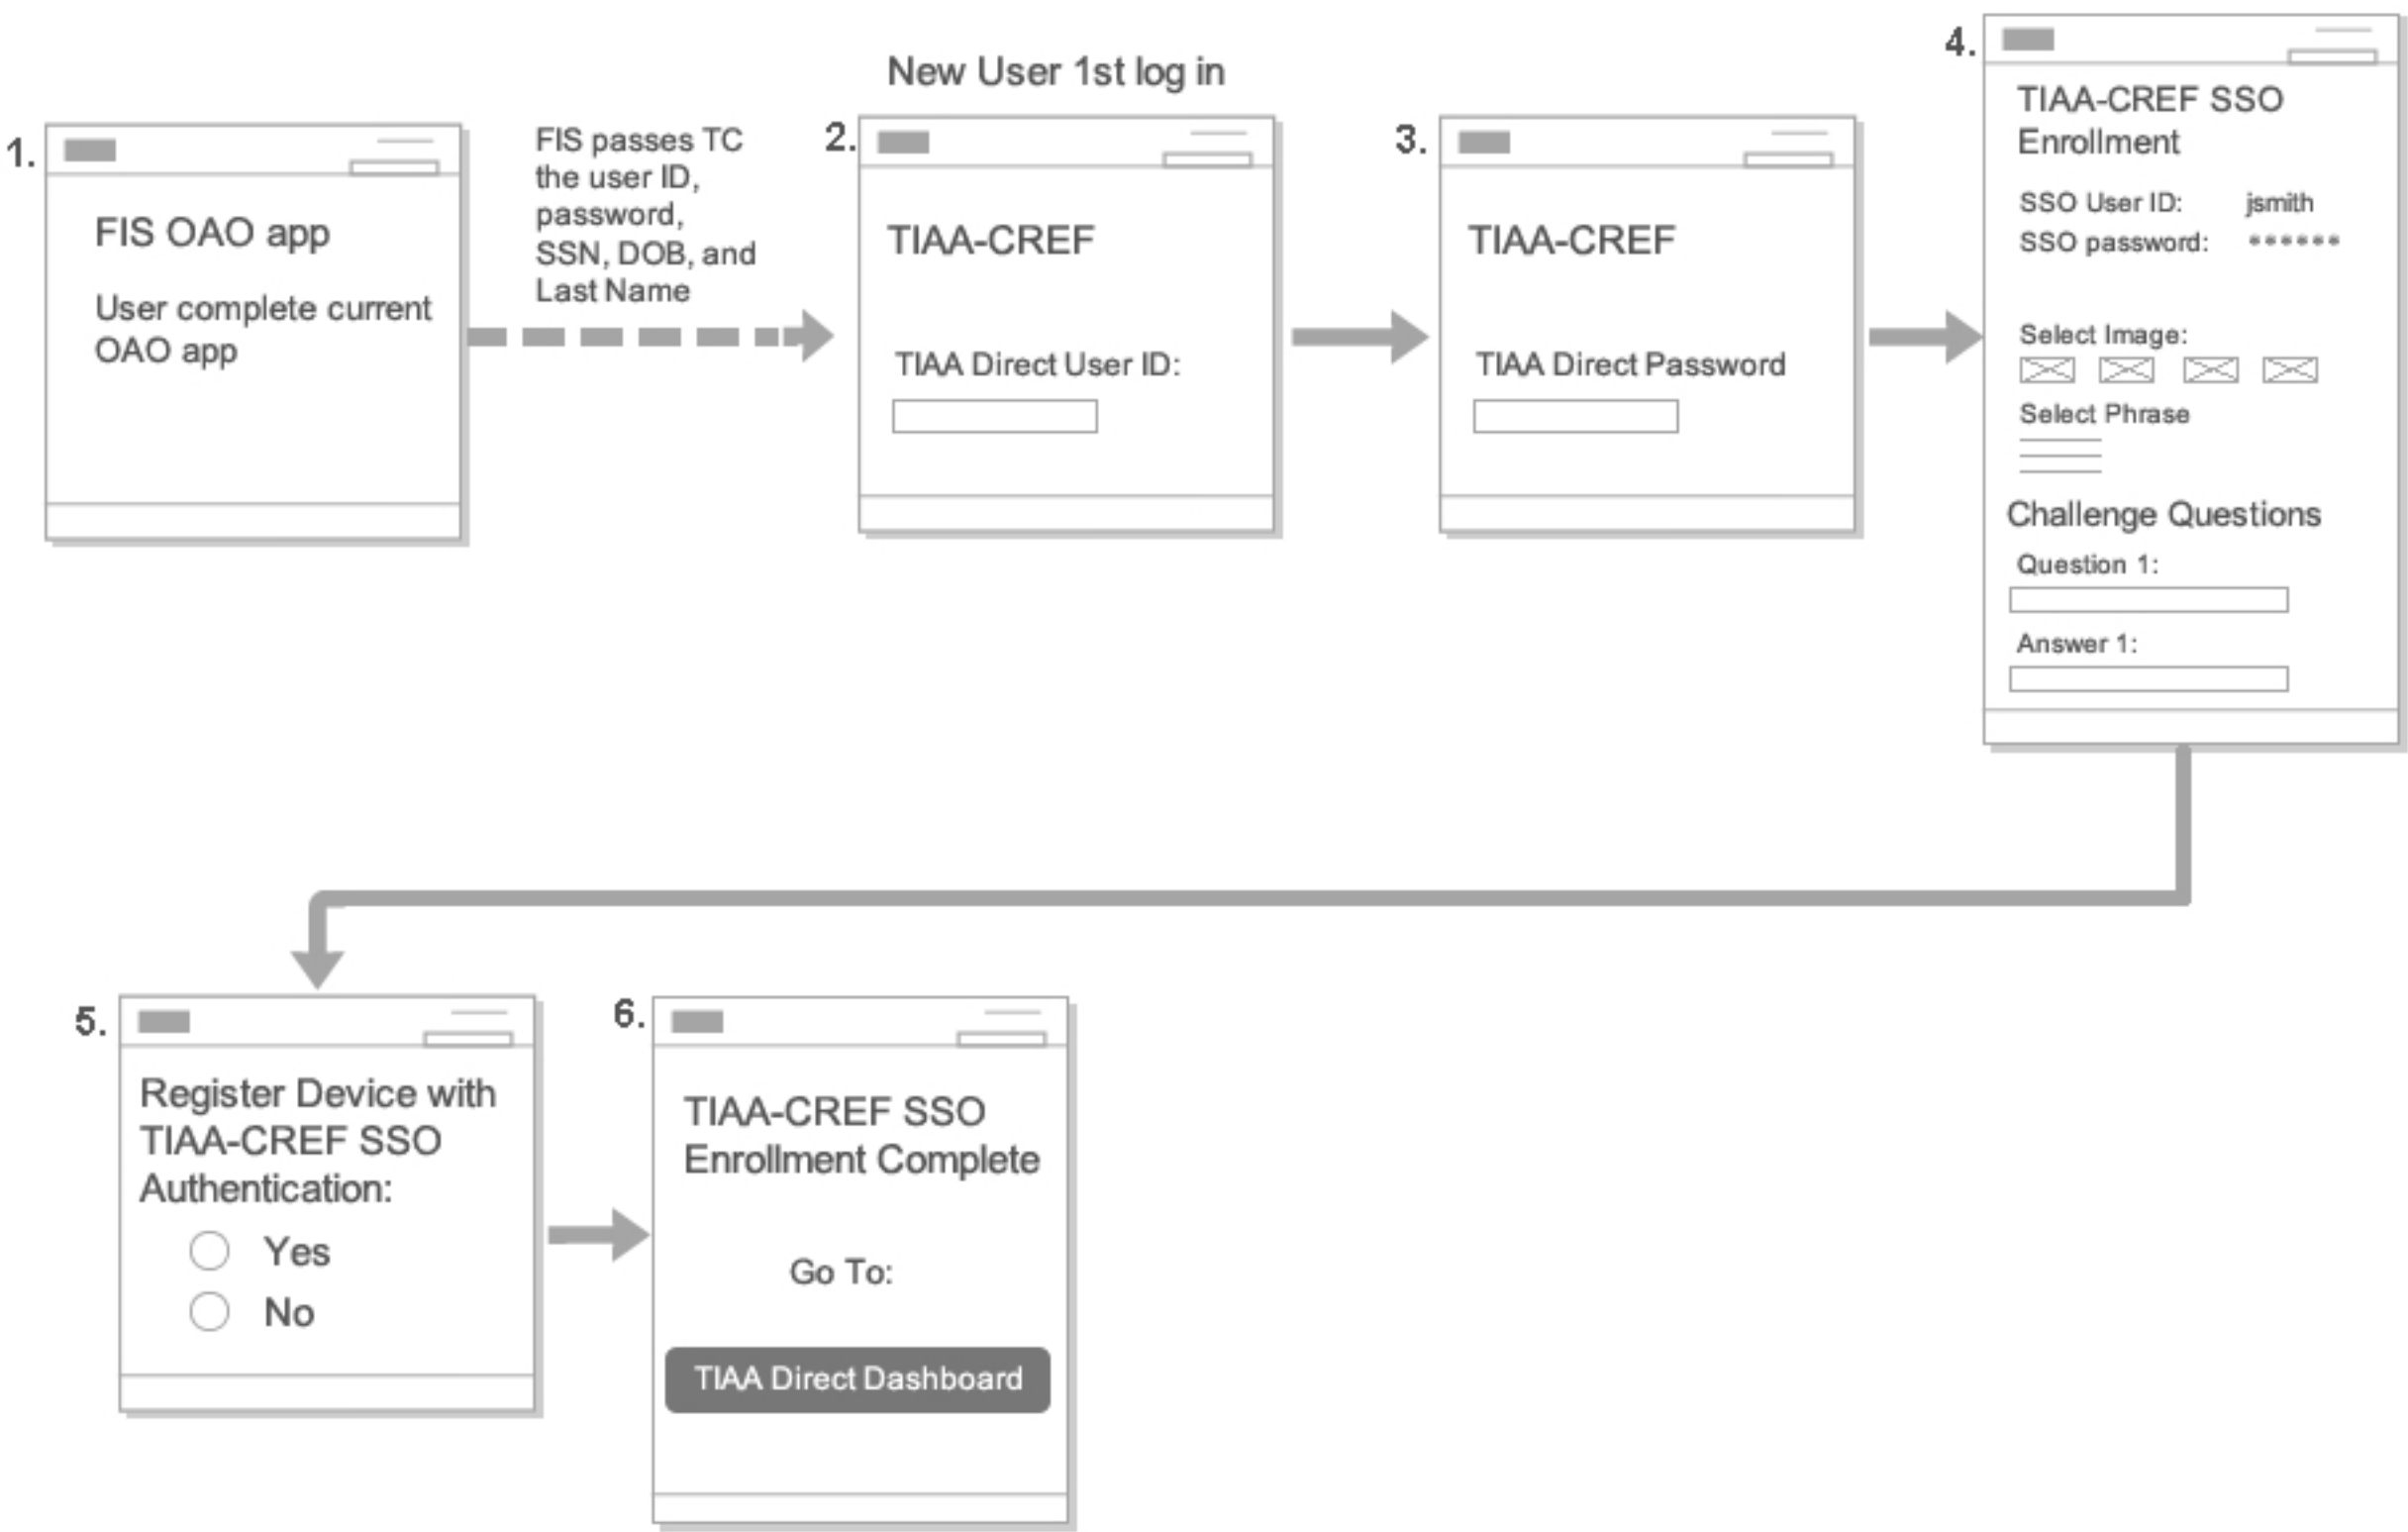 1.
FIS OAO app
User complete current
OAO app
FIS passes TC
the user ID,
password,
SSN, DOB, and
Last Name
New User 1st log in
2.
TIAA-CREF
TIAA Direct User ID:
3.
TIAA-CREF
TIAA Direct Password
4.
TIAA-CREF SSO
Enrollment
SSO User ID: jsmith
SSO password: ******
Select Image:
Select Phrase
Challenge Questions
Question 1:
Answer 1:
5.
Register Device with
TIAA-CREF SSO
Authentication:
Yes
No
6.
TIAA-CREF SSO
Enrollment Complete
Go To:
TIAA Direct Dashboard